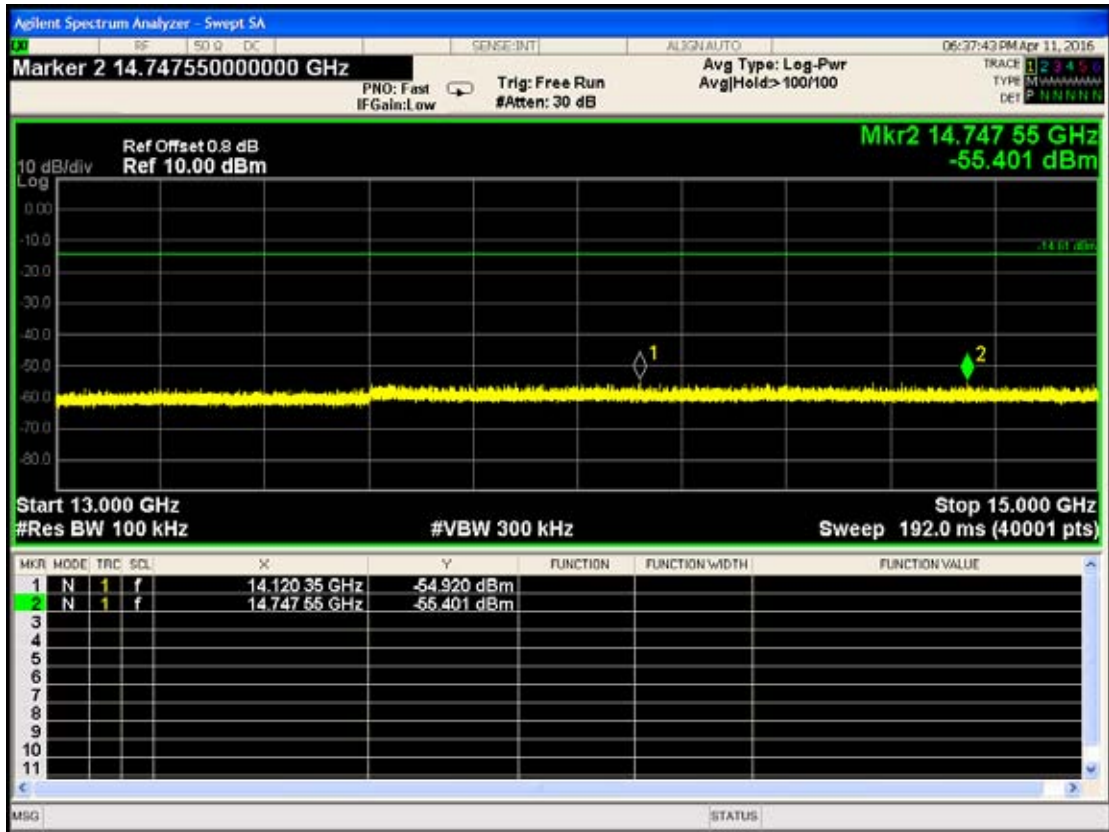 Agilent Spectrum Analyzer - Swept SA
RF 50 Ω DC SENSE:INT ALIGN AUTO 06:37:43 PM Apr 11, 2016
Marker 2 14.747550000000 GHz
PNO: Fast
IFGain:Low
Trig: Free Run
#Atten: 30 dB
Avg Type: Log-Pwr
Avg|Hold:>100/100
TRACE 1 2 3 4 5 6
TYPE M
DET P N N N N N
Mkr2 14.747 55 GHz
-55.401 dBm
Ref Offset 0.8 dB
10 dB/div Ref 10.00 dBm
Log
0.00
-10.0
-14.61 dBm
-20.0
-30.0
-40.0
1
2
-50.0
-60.0
-70.0
-80.0
Start 13.000 GHz Stop 15.000 GHz
#Res BW 100 kHz #VBW 300 kHz Sweep 192.0 ms (40001 pts)
MKR MODE TRC SCL X Y FUNCTION FUNCTION WIDTH FUNCTION VALUE
1 N 1 f 14.120 35 GHz -54.920 dBm
2 N 1 f 14.747 55 GHz -55.401 dBm
3
4
5
6
7
8
9
10
11
MSG STATUS